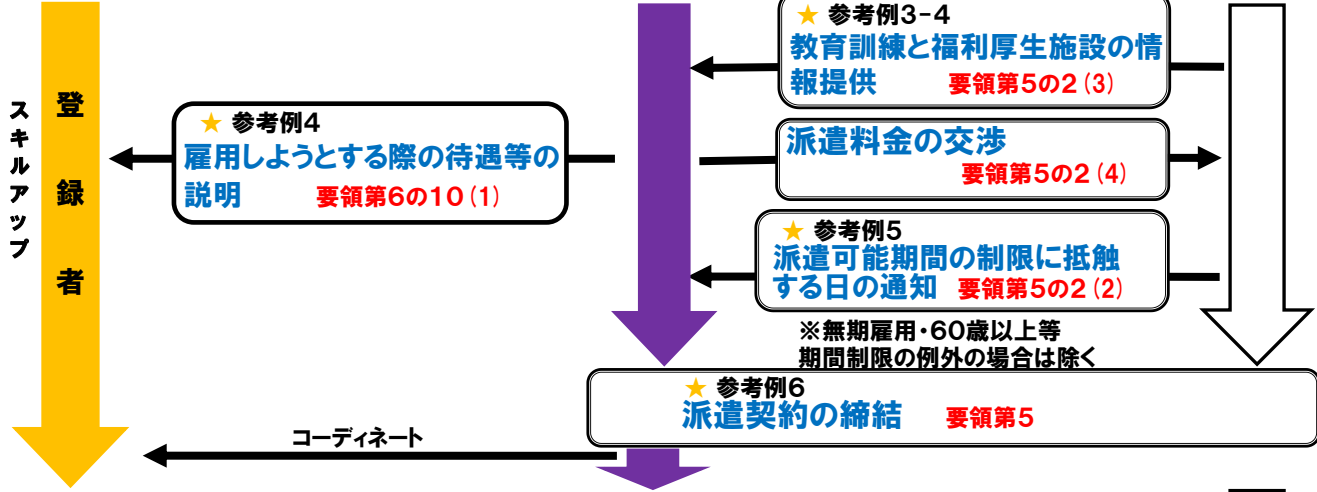 ★ 参考例3-4
教育訓練と福利厚生施設の情
報提供 要領第5の2(3)
スキルアップ
登録者
★ 参考例4
雇用しようとする際の待遇等の
説明 要領第6の10(1)
派遣料金の交渉
要領第5の2(4)
★ 参考例5
派遣可能期間の制限に抵触
する日の通知 要領第5の2(2)
※無期雇用・60歳以上等
期間制限の例外の場合は除く
★ 参考例6
派遣契約の締結 要領第5
コーディネート